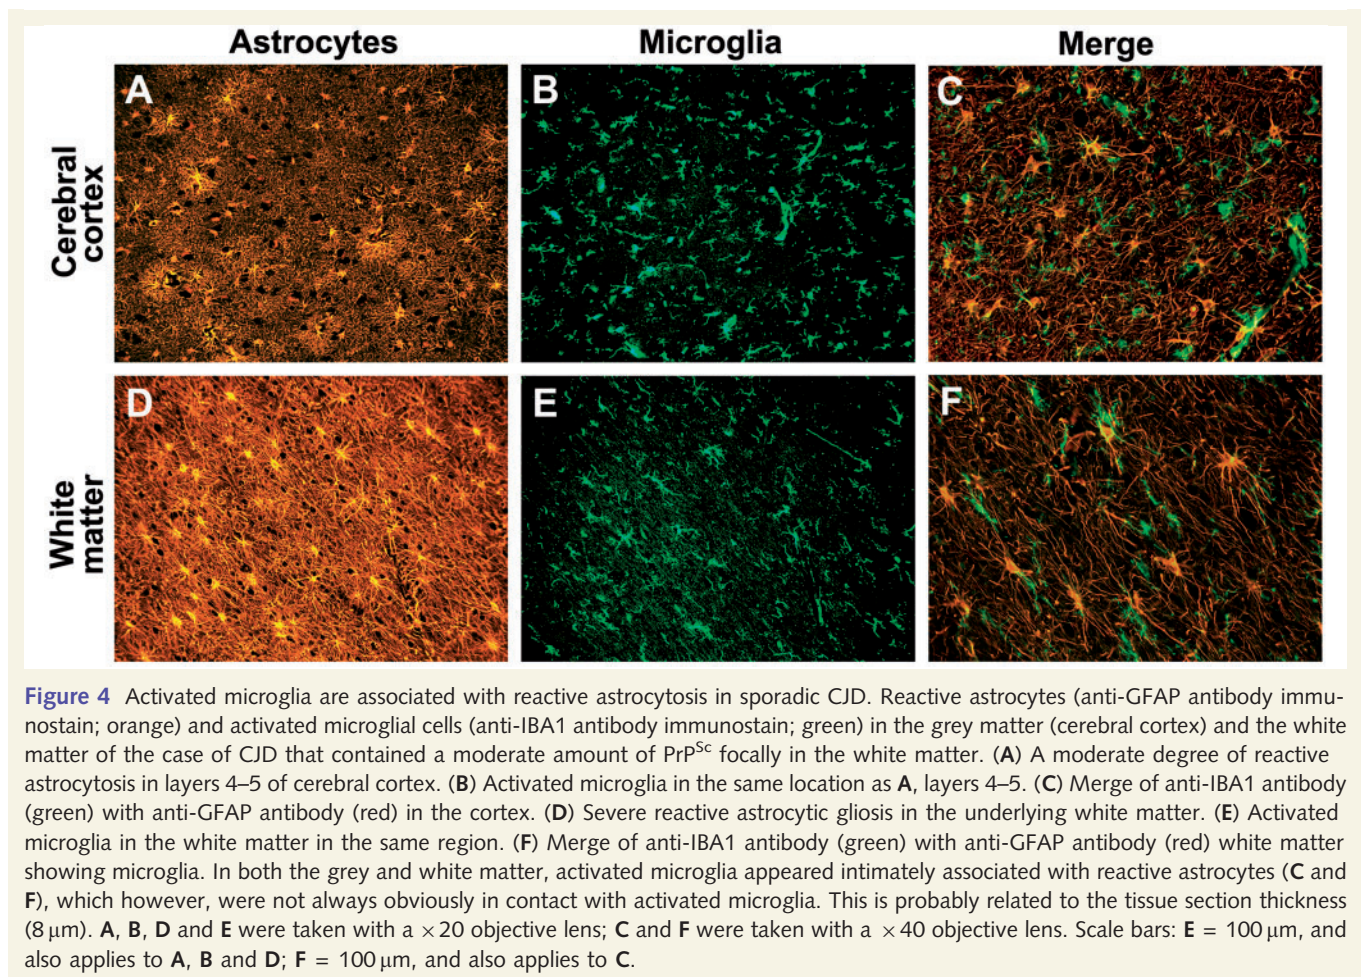 Astrocytes Microglia Merge
Cerebral
cortex
A B C
White
matter
D E F
Figure 4 Activated microglia are associated with reactive astrocytosis in sporadic CJD. Reactive astrocytes (anti-GFAP antibody immu-
nostain; orange) and activated microglial cells (anti-IBA1 antibody immunostain; green) in the grey matter (cerebral cortex) and the white
matter of the case of CJD that contained a moderate amount of PrPSc focally in the white matter. (A) A moderate degree of reactive
astrocytosis in layers 4–5 of cerebral cortex. (B) Activated microglia in the same location as A, layers 4–5. (C) Merge of anti-IBA1 antibody
(green) with anti-GFAP antibody (red) in the cortex. (D) Severe reactive astrocytic gliosis in the underlying white matter. (E) Activated
microglia in the white matter in the same region. (F) Merge of anti-IBA1 antibody (green) with anti-GFAP antibody (red) white matter
showing microglia. In both the grey and white matter, activated microglia appeared intimately associated with reactive astrocytes (C and
F), which however, were not always obviously in contact with activated microglia. This is probably related to the tissue section thickness
(8 μm). A, B, D and E were taken with a ×20 objective lens; C and F were taken with a ×40 objective lens. Scale bars: E = 100 μm, and
also applies to A, B and D; F = 100 μm, and also applies to C.